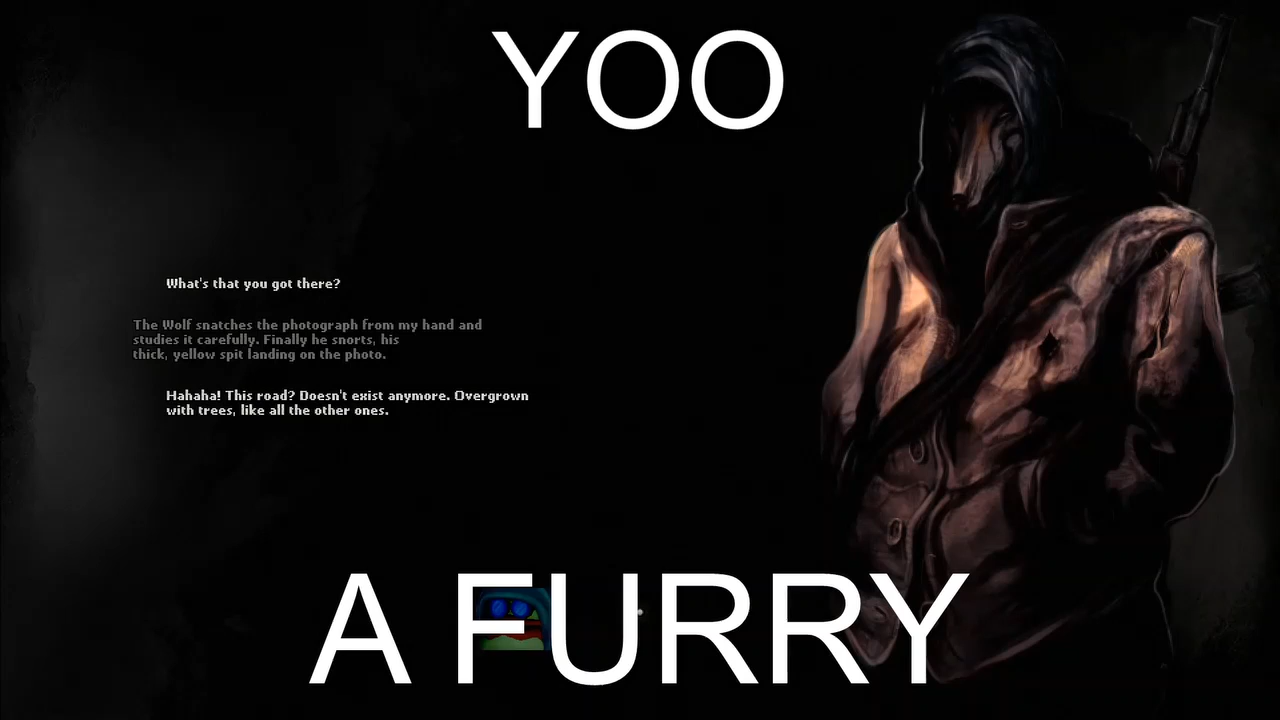 YOO
What's that you got there?
The Wolf snatches the photograph from my hand and
studies it carefully. Finally he snorts, his
thick, yellow spit landing on the photo.
Hahaha! This road? Doesn't exist anymore. Overgrown
with trees, like all the other ones.
A FURRY